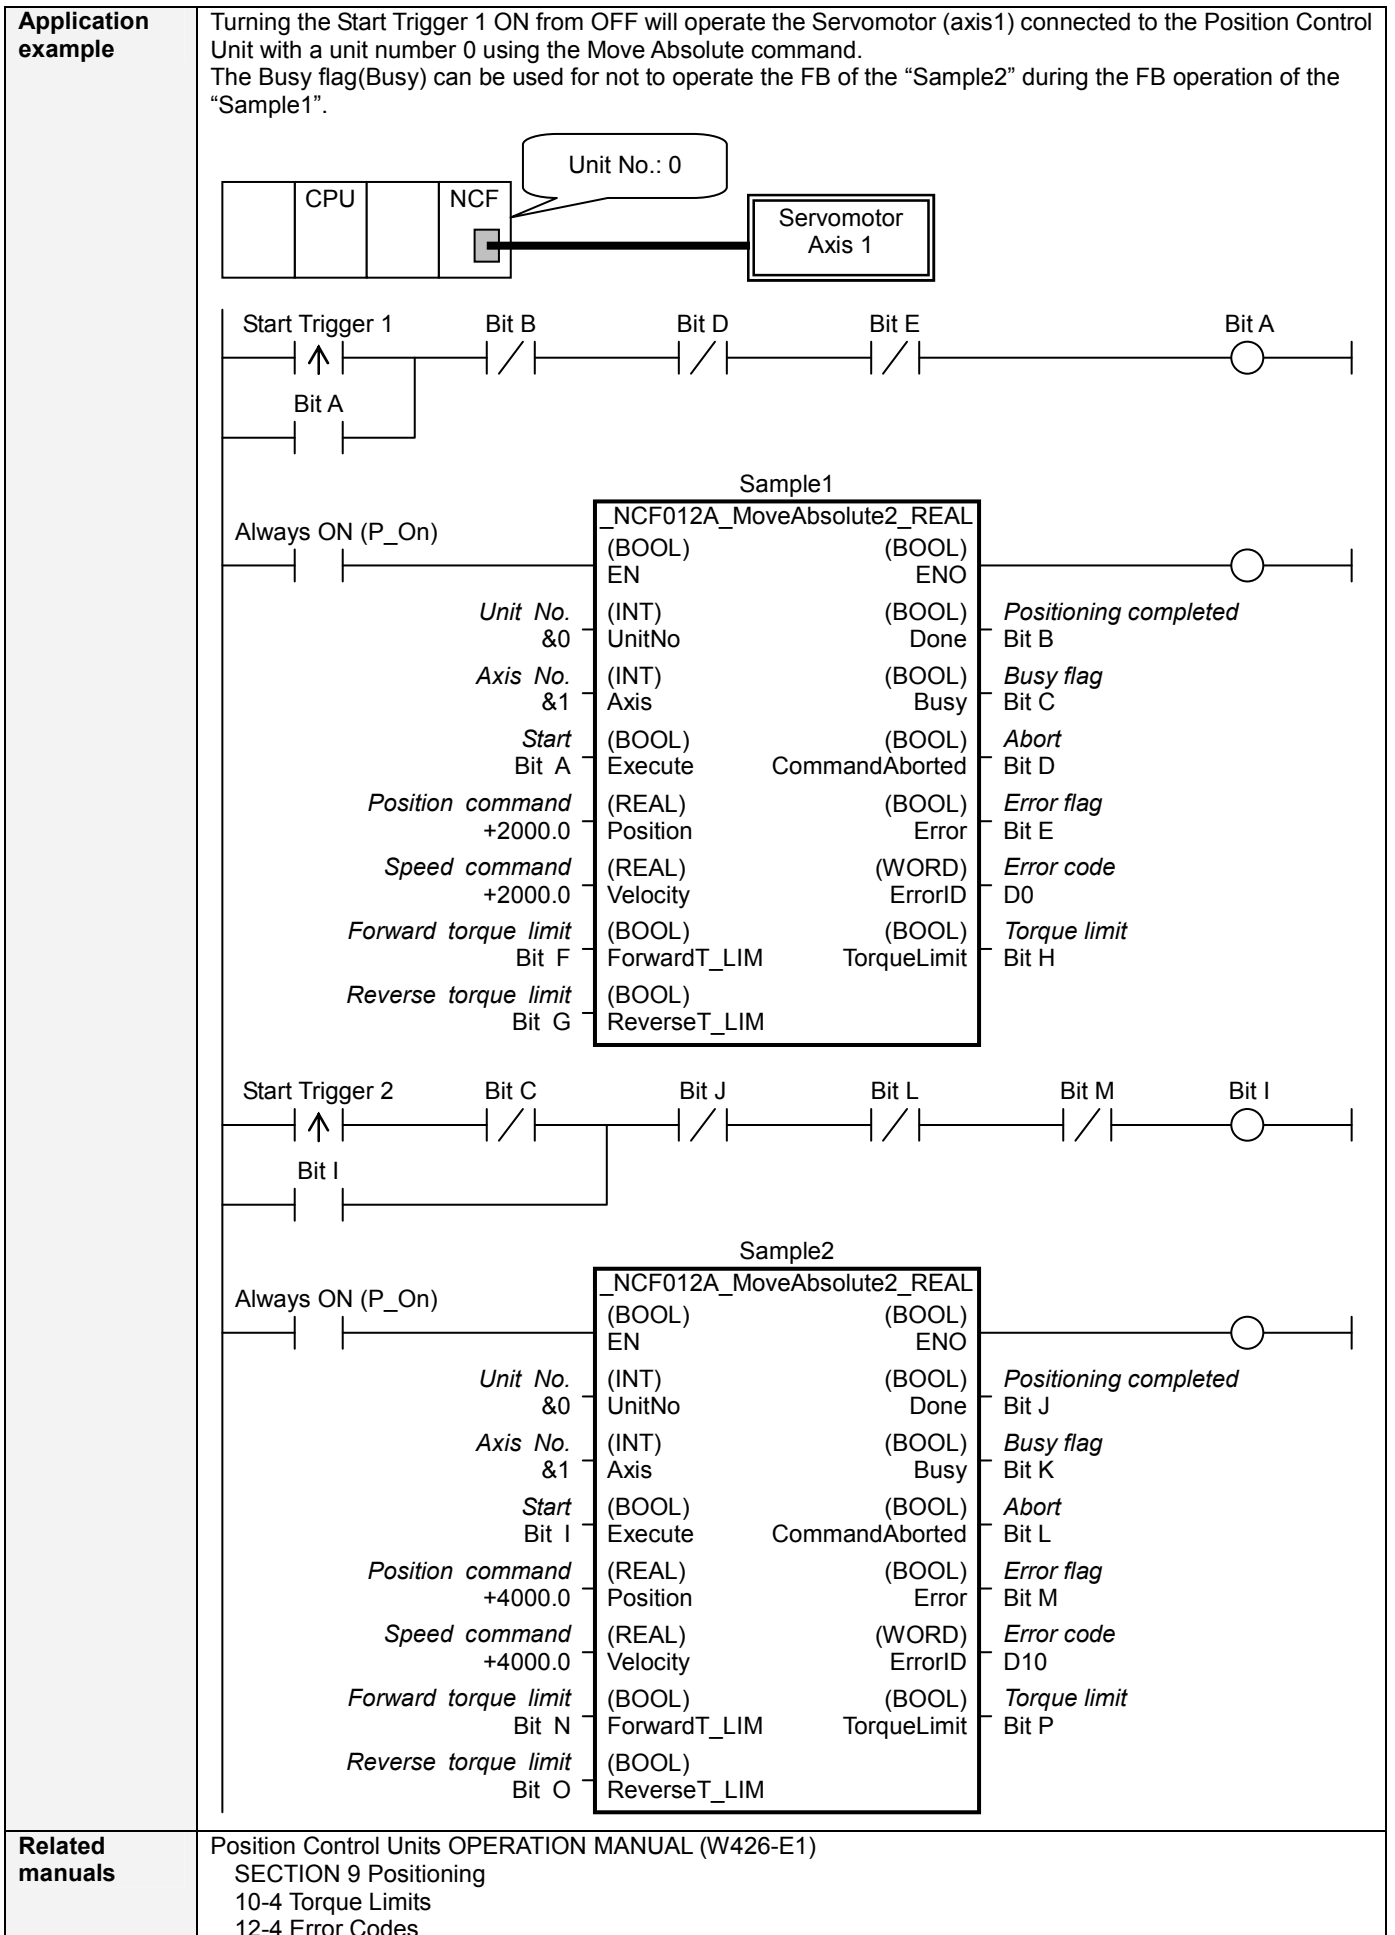 Application
example
Turning the Start Trigger 1 ON from OFF will operate the Servomotor (axis1) connected to the Position Control
Unit with a unit number 0 using the Move Absolute command.
The Busy flag(Busy) can be used for not to operate the FB of the “Sample2” during the FB operation of the
“Sample1”.
Unit No.: 0
CPU
NCF
Servomotor
Axis 1
Start Trigger 1
Bit B
Bit D
Bit E
Bit A
Bit A
Sample1
_NCF012A_MoveAbsolute2_REAL
Always ON (P_On)
(BOOL)
EN
(BOOL)
ENO
Unit No.
&0
(INT)
UnitNo
(BOOL)
Done
Positioning completed
Bit B
Axis No.
&1
(INT)
Axis
(BOOL)
Busy
Busy flag
Bit C
Start
Bit A
(BOOL)
Execute
(BOOL)
CommandAborted
Abort
Bit D
Position command
+2000.0
(REAL)
Position
(BOOL)
Error
Error flag
Bit E
Speed command
+2000.0
(REAL)
Velocity
(WORD)
ErrorID
Error code
D0
Forward torque limit
Bit F
(BOOL)
ForwardT_LIM
(BOOL)
TorqueLimit
Torque limit
Bit H
Reverse torque limit
Bit G
(BOOL)
ReverseT_LIM
Start Trigger 2
Bit C
Bit J
Bit L
Bit M
Bit I
Bit I
Sample2
_NCF012A_MoveAbsolute2_REAL
Always ON (P_On)
(BOOL)
EN
(BOOL)
ENO
Unit No.
&0
(INT)
UnitNo
(BOOL)
Done
Positioning completed
Bit J
Axis No.
&1
(INT)
Axis
(BOOL)
Busy
Busy flag
Bit K
Start
Bit I
(BOOL)
Execute
(BOOL)
CommandAborted
Abort
Bit L
Position command
+4000.0
(REAL)
Position
(BOOL)
Error
Error flag
Bit M
Speed command
+4000.0
(REAL)
Velocity
(WORD)
ErrorID
Error code
D10
Forward torque limit
Bit N
(BOOL)
ForwardT_LIM
(BOOL)
TorqueLimit
Torque limit
Bit P
Reverse torque limit
Bit O
(BOOL)
ReverseT_LIM
Related
manuals
Position Control Units OPERATION MANUAL (W426-E1)
SECTION 9 Positioning
10-4 Torque Limits
12-4 Error Codes